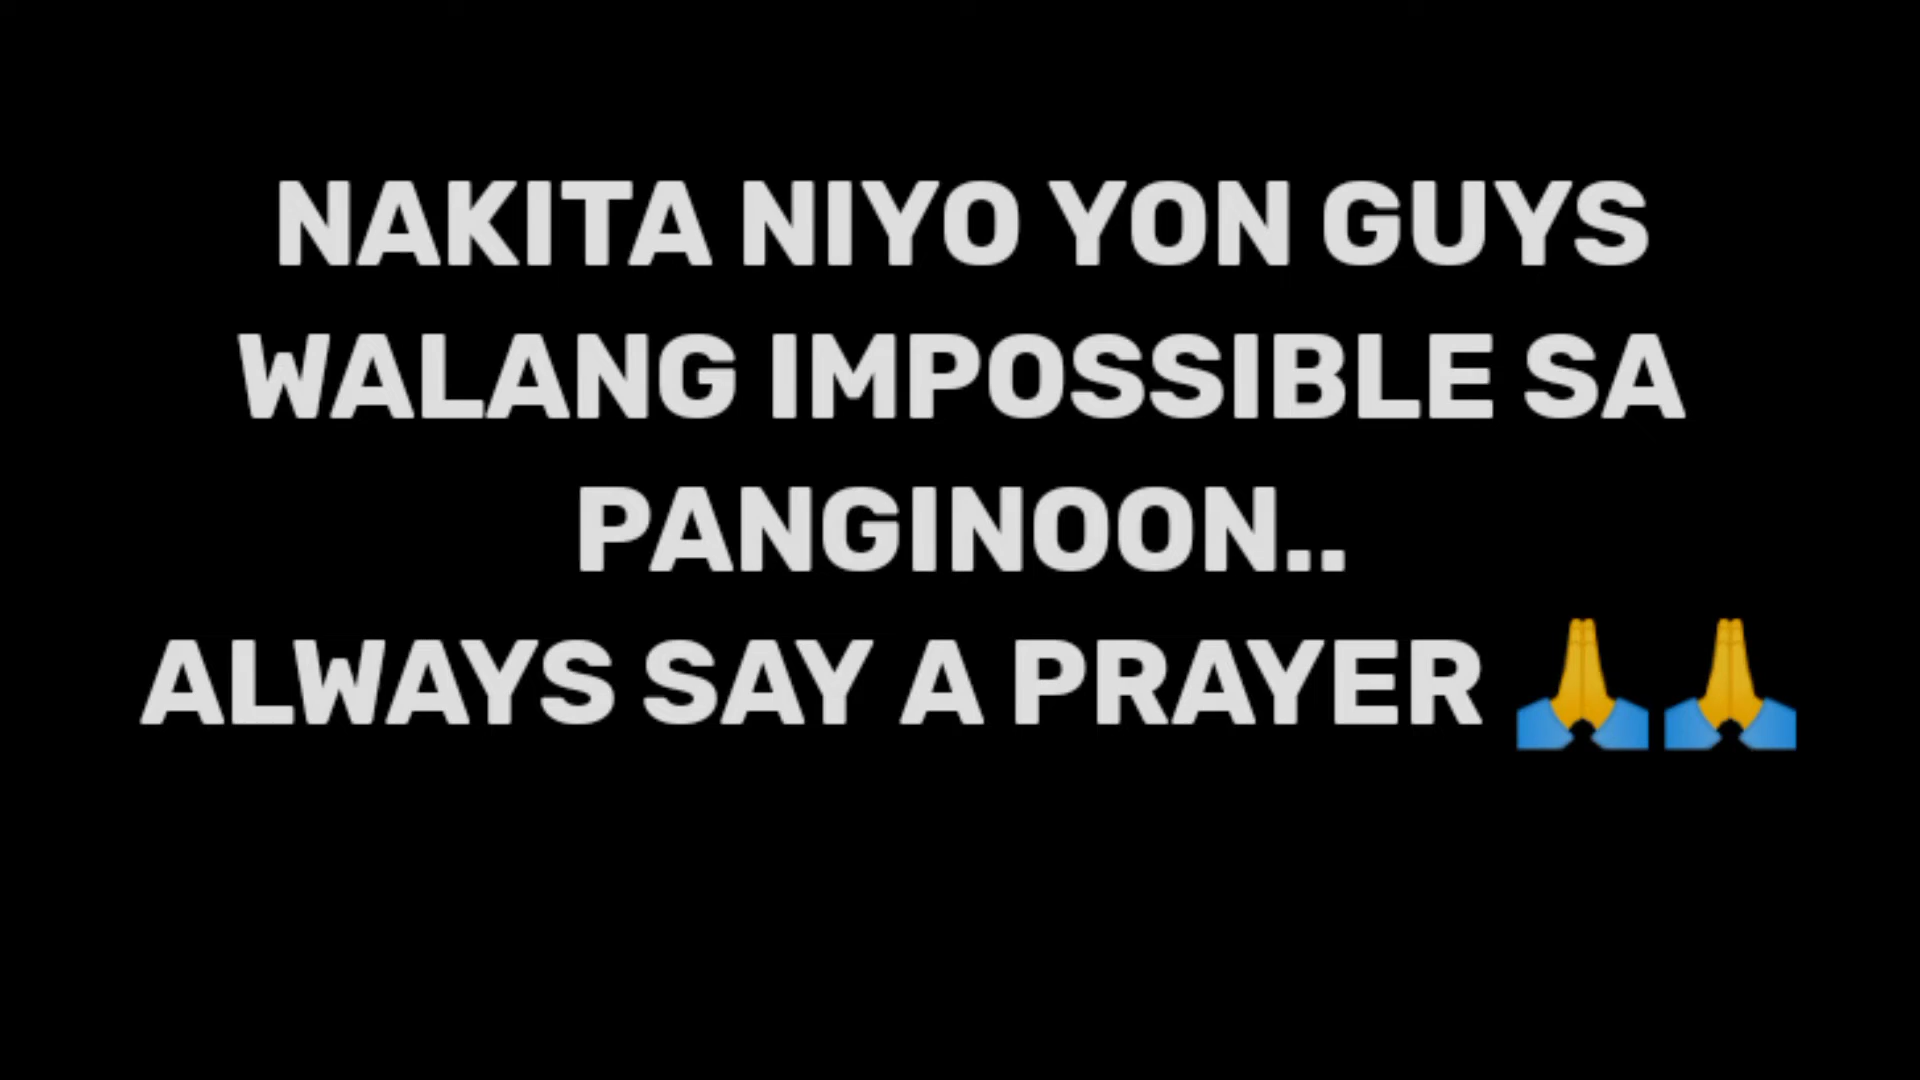 NAKITA NIYO YON GUYS
WALANG IMPOSSIBLE SA
PANGINOON..
ALWAYS SAY A PRAYER 🙏🙏